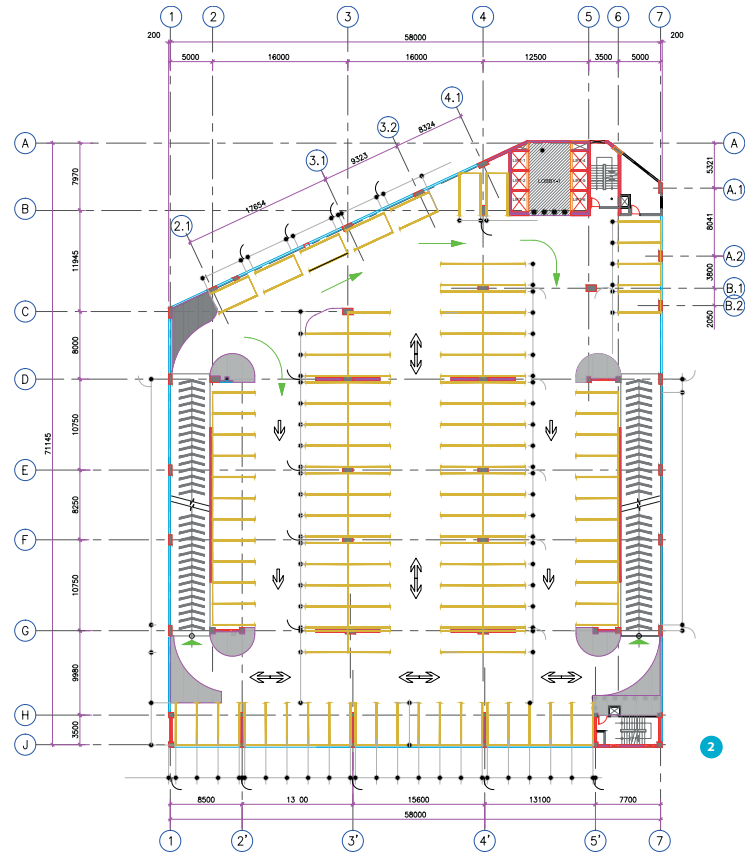 1 2 3 4 5 6 7
200 58000 200
5000 16000 16000 12500 3500 5000
4.1
3.2
8324
9323
3.1
17654
2.1
A A
5321
7970
A.1
B
8041
LOBBY-1
A.2
11945
3800
B.1
B.2
C
2050
8000
D
10750
71145
E
8250
F
10750
G
9980
H
3500
J
2
8500 13 00 15600 13100 7700
58000
1 2' 3' 4' 5' 7